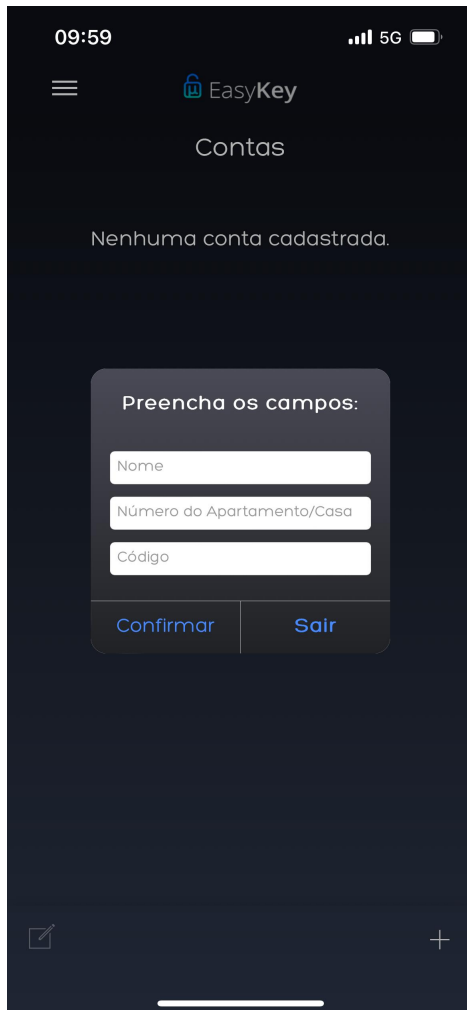 09:59
5G
EasyKey
Contas
Nenhuma conta cadastrada.
Preencha os campos:
Nome
Número do Apartamento/Casa
Código
Confirmar
Sair